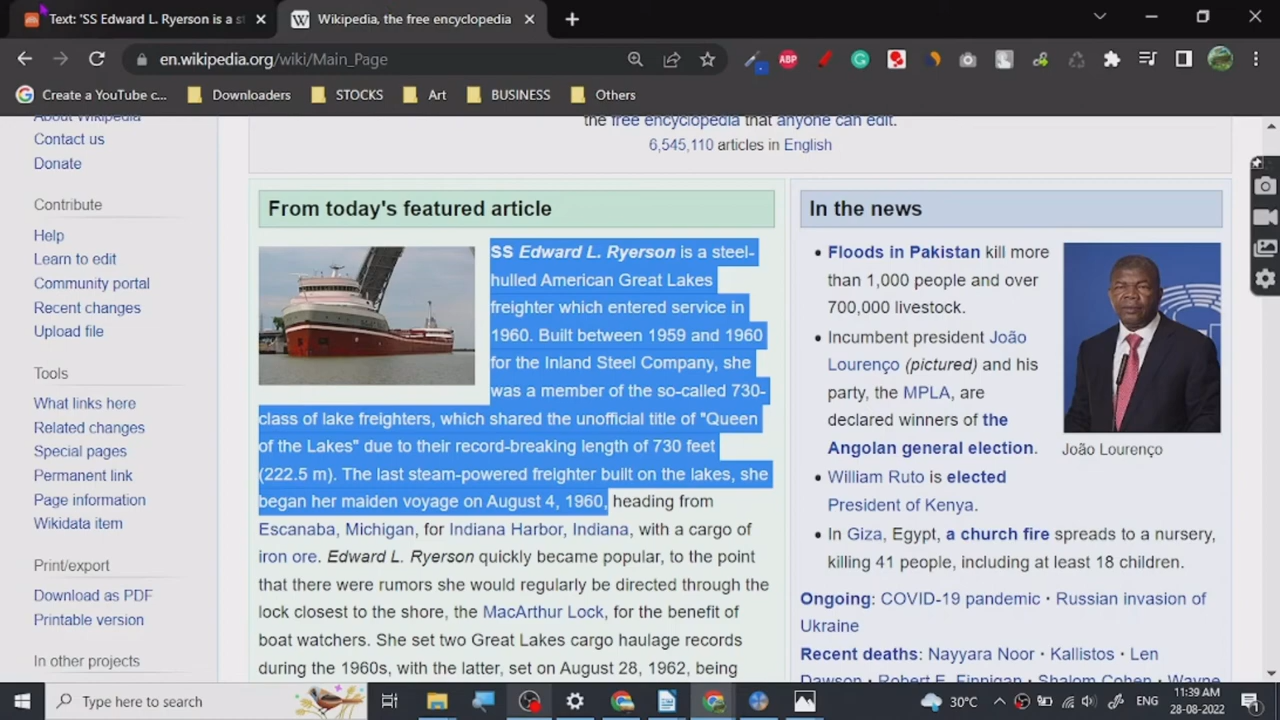 Text: 'SS Edward L. Ryerson is a st
Wikipedia, the free encyclopedia
en.wikipedia.org/wiki/Main_Page
Create a YouTube c...
Downloaders
STOCKS
Art
BUSINESS
Others
About Wikipedia
Contact us
Donate
Contribute
Help
Learn to edit
Community portal
Recent changes
Upload file
Tools
What links here
Related changes
Special pages
Permanent link
Page information
Wikidata item
Print/export
Download as PDF
Printable version
In other projects
the free encyclopedia that anyone can edit.
6,545,110 articles in English
From today's featured article
SS Edward L. Ryerson is a steel-
hulled American Great Lakes
freighter which entered service in
1960. Built between 1959 and 1960
for the Inland Steel Company, she
was a member of the so-called 730-
class of lake freighters, which shared the unofficial title of "Queen
of the Lakes" due to their record-breaking length of 730 feet
(222.5 m). The last steam-powered freighter built on the lakes, she
began her maiden voyage on August 4, 1960, heading from
Escanaba, Michigan, for Indiana Harbor, Indiana, with a cargo of
iron ore. Edward L. Ryerson quickly became popular, to the point
that there were rumors she would regularly be directed through the
lock closest to the shore, the MacArthur Lock, for the benefit of
boat watchers. She set two Great Lakes cargo haulage records
during the 1960s, with the latter, set on August 28, 1962, being
In the news
Floods in Pakistan kill more
than 1,000 people and over
700,000 livestock.
Incumbent president João
Lourenço (pictured) and his
party, the MPLA, are
declared winners of the
Angolan general election.
João Lourenço
William Ruto is elected
President of Kenya.
In Giza, Egypt, a church fire spreads to a nursery,
killing 41 people, including at least 18 children.
Ongoing: COVID-19 pandemic · Russian invasion of
Ukraine
Recent deaths: Nayyara Noor · Kallistos · Len
Dawson · Robert E. Finnigan · Shalom Cohen · Wayne
Type here to search
30°C
ENG
11:39 AM
28-08-2022